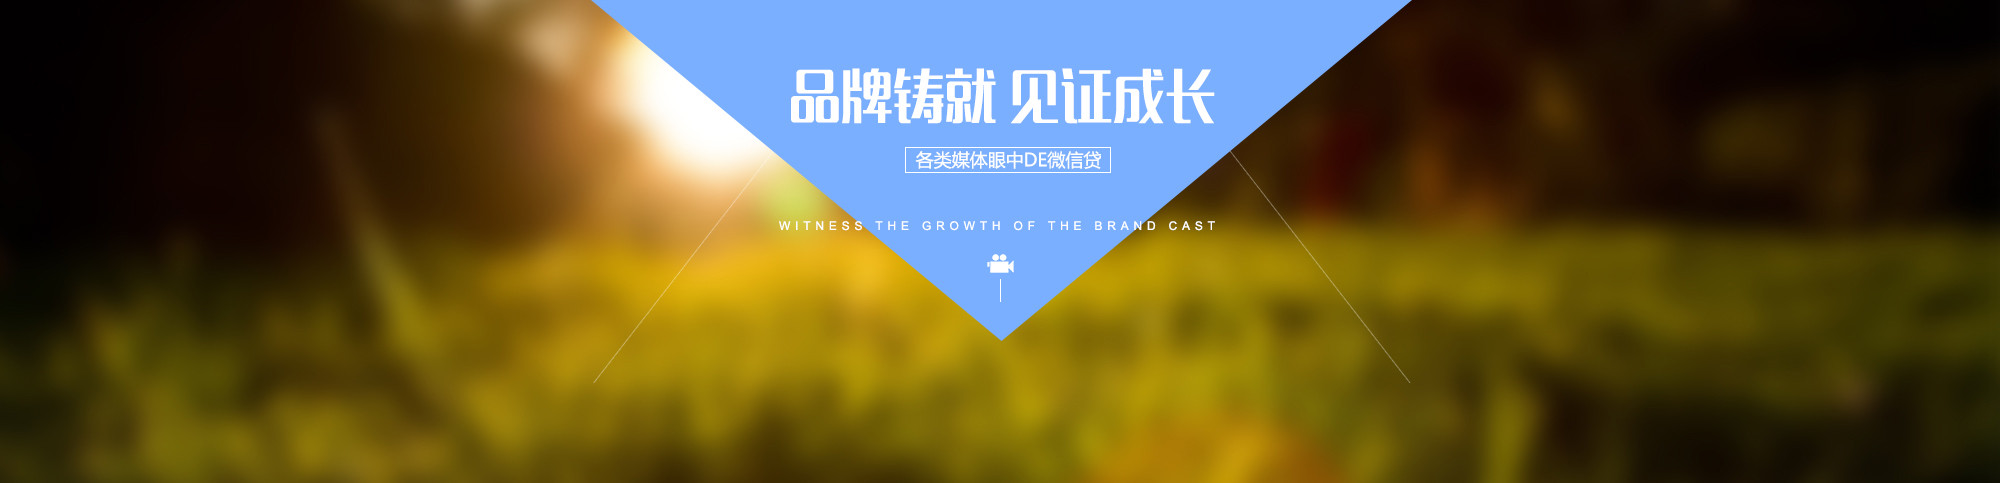 品牌铸就 见证成长
各类媒体眼中DE微信贷
WITNESS THE GROWTH OF THE BRAND CAST